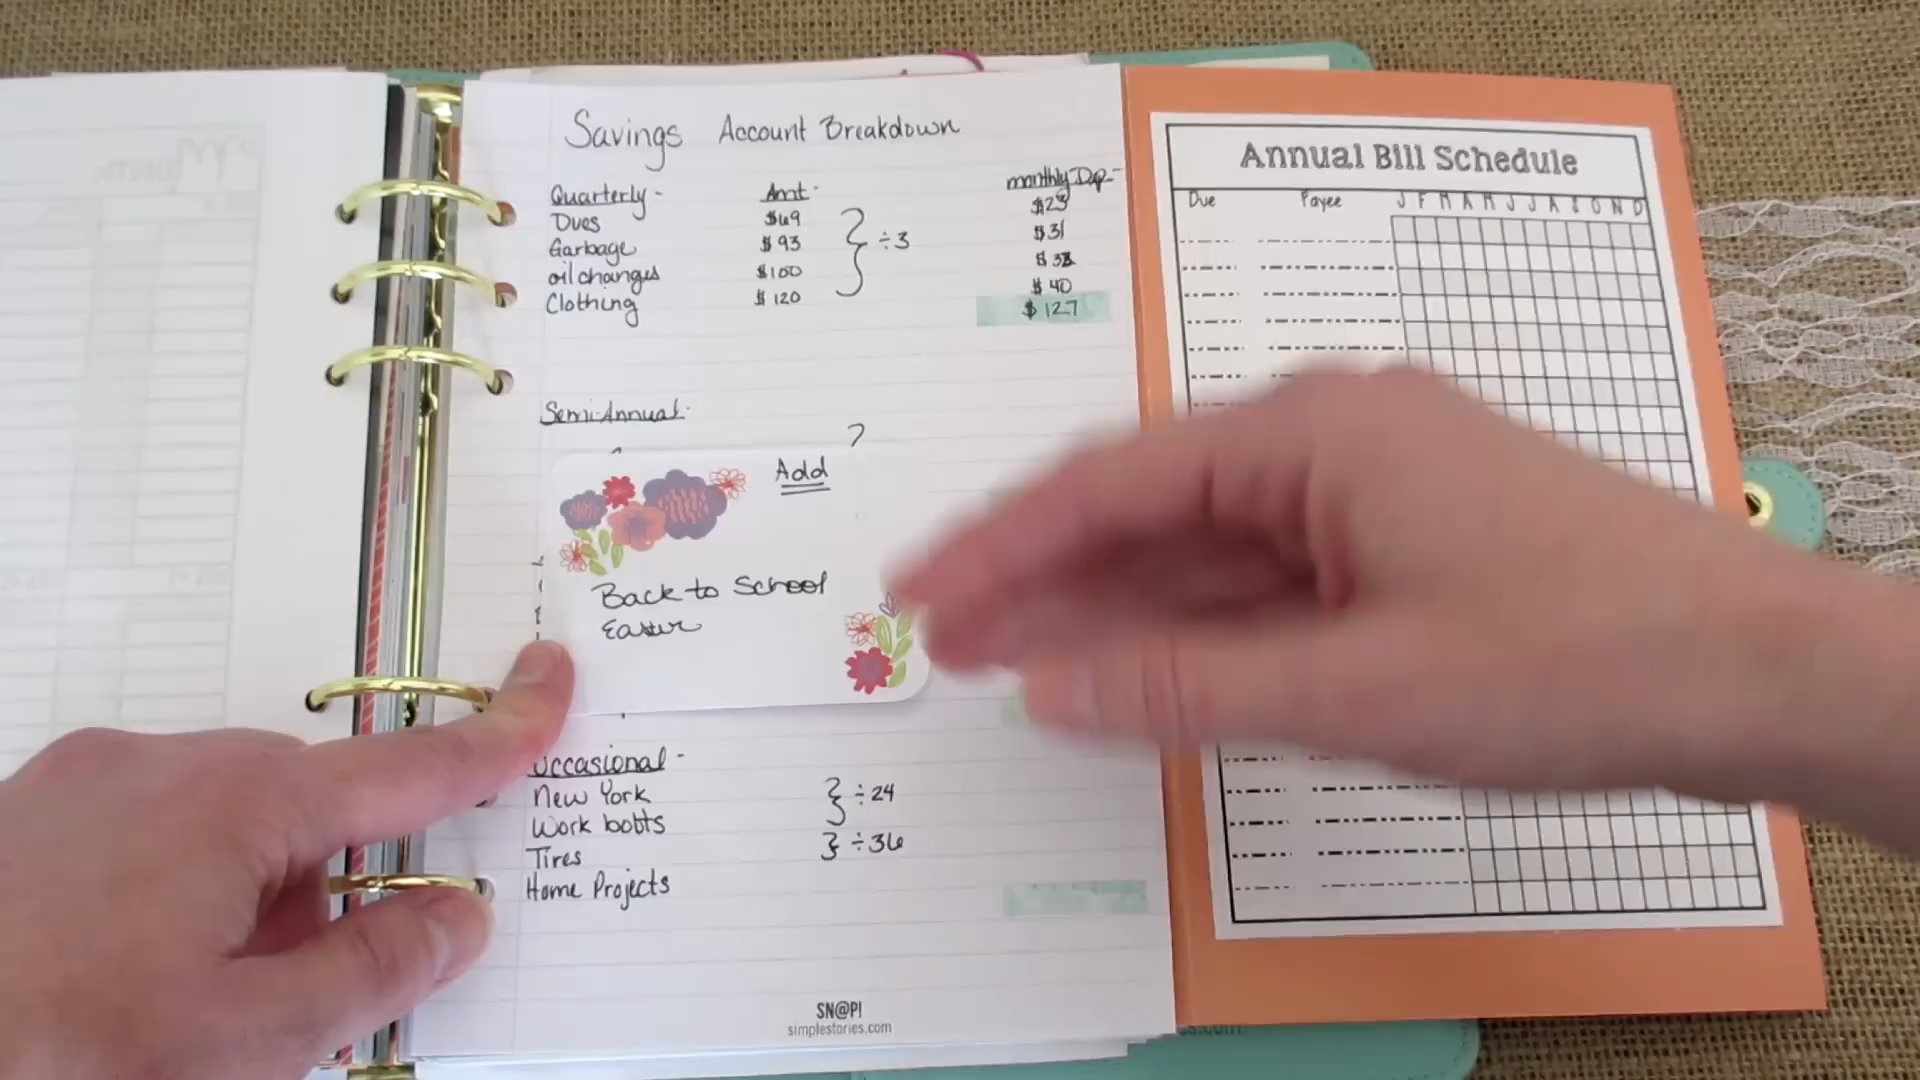 Savings Account Breakdown
Quarterly - Amt. monthly Dep-
Dues $69 $23
Garbage $93 ÷3 $31
oil changes $100
Clothing $120 $40
$127
Semi-Annual-
Add
Back to School
Easter
Occasional -
New York ÷24
Work boots
Tires ÷36
Home Projects
SN@P!
simplestories.com
Annual Bill Schedule
Due Payee J F M A M J J A S O N D